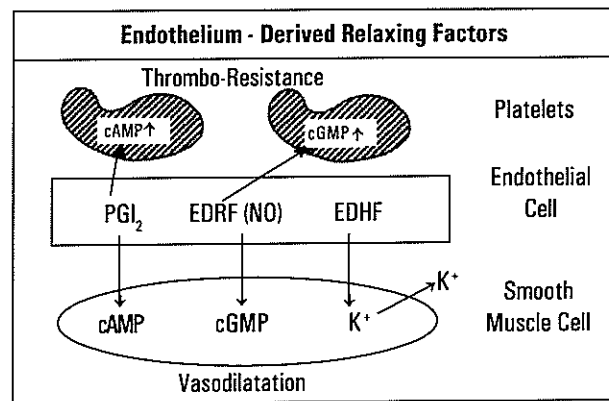 Endothelium - Derived Relaxing Factors
Thrombo-Resistance
cAMP↑
cGMP↑
Platelets
PGI₂
EDRF (NO)
EDHF
Endothelial
Cell
cAMP
cGMP
K⁺
K⁺
Smooth
Muscle Cell
Vasodilatation